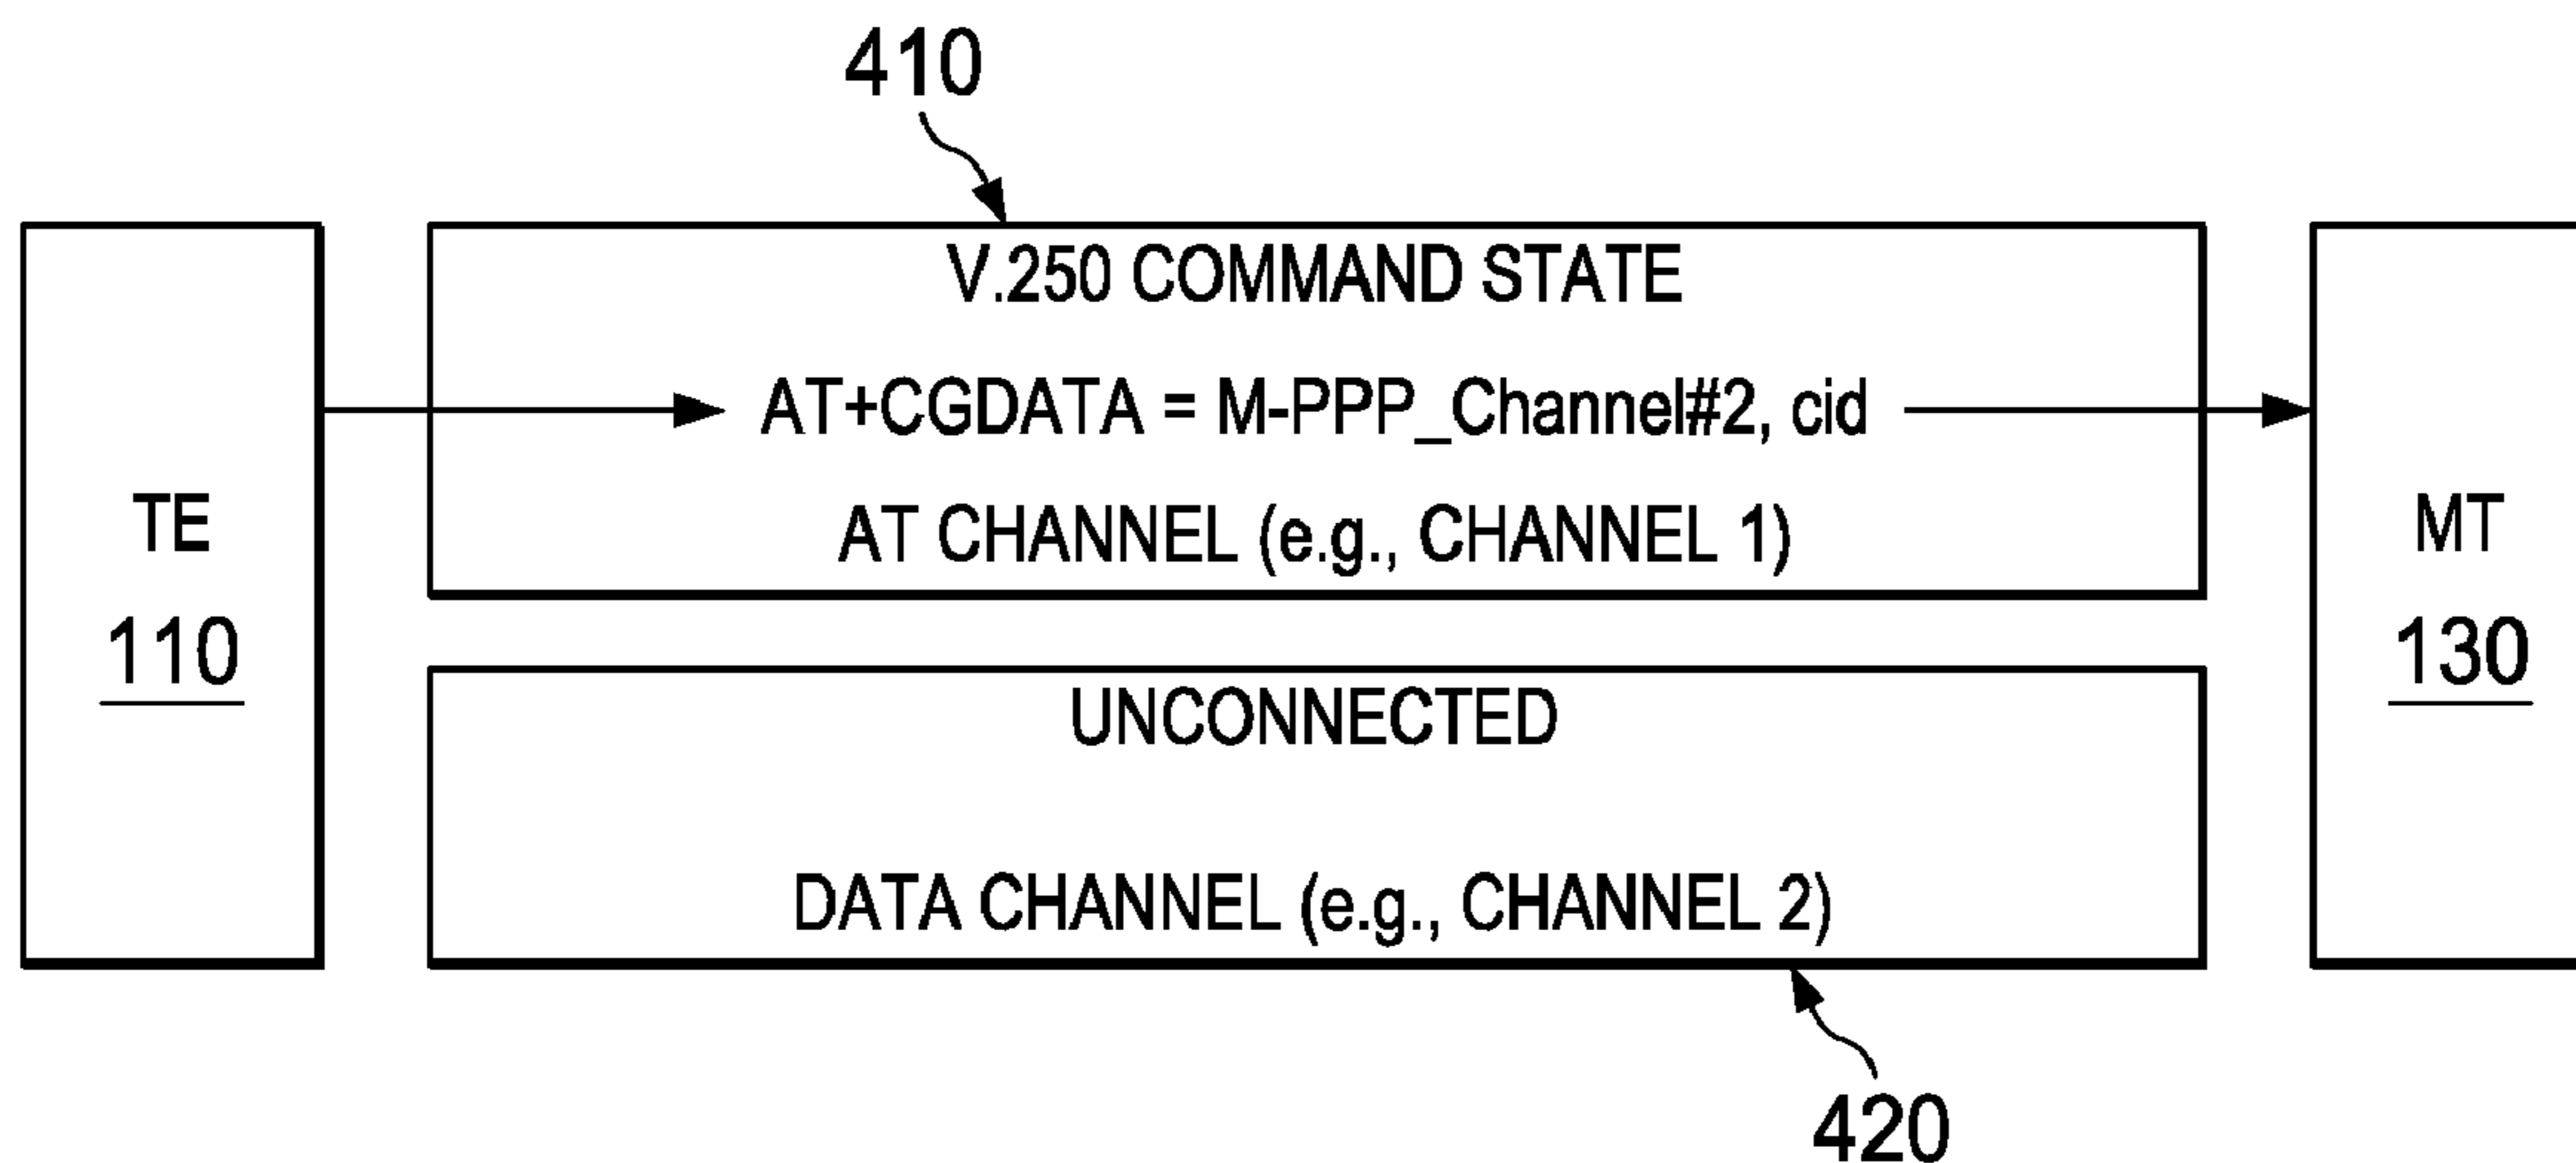 410
V.250 COMMAND STATE
AT+CGDATA = M-PPP_Channel#2, cid
AT CHANNEL (e.g., CHANNEL 1)
TE
110
MT
130
UNCONNECTED
DATA CHANNEL (e.g., CHANNEL 2)
420